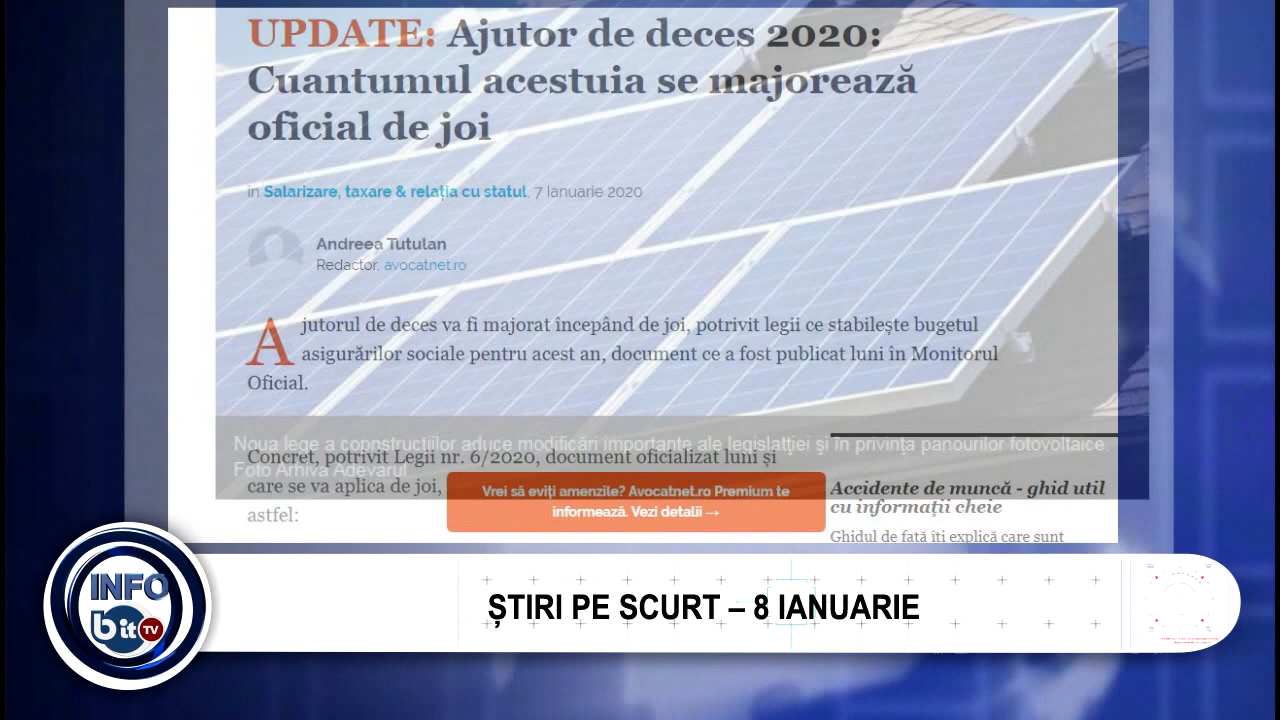 UPDATE: Ajutor de deces 2020:
Cuantumul acestuia se majorează
oficial de joi
in Salarizare, taxare & relația cu statul, 7 Ianuarie 2020
Andreea Tutulan
Redactor, avocatnet.ro
Ajutorul de deces va fi majorat începând de joi, potrivit legii ce stabilește bugetul
asigurărilor sociale pentru acest an, document ce a fost publicat luni în Monitorul
Oficial.
Noua lege a copnstrucţiilor aduce modificări importante ale legislatţiei şi în privinţa panourilor fotovoltaice.
Foto Arhivă Adevărul
Concret, potrivit Legii nr. 6/2020, document oficializat luni și
care se va aplica de joi,
astfel:
Vrei să eviți amenzile? Avocatnet.ro Premium te
informează. Vezi detalii →
Accidente de muncă - ghid util
cu informații cheie
Ghidul de față îți explică care sunt
INFO
bit TV
ȘTIRI PE SCURT – 8 IANUARIE